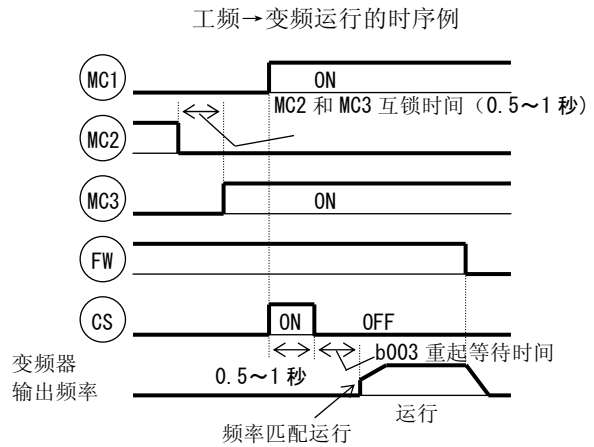 工频→变频运行的时序例
MC1
ON
MC2 和 MC3 互锁时间（0.5～1 秒）
MC2
MC3
ON
FW
CS
ON
OFF
b003 重起等待时间
变频器
输出频率
0.5～1 秒
运行
频率匹配运行